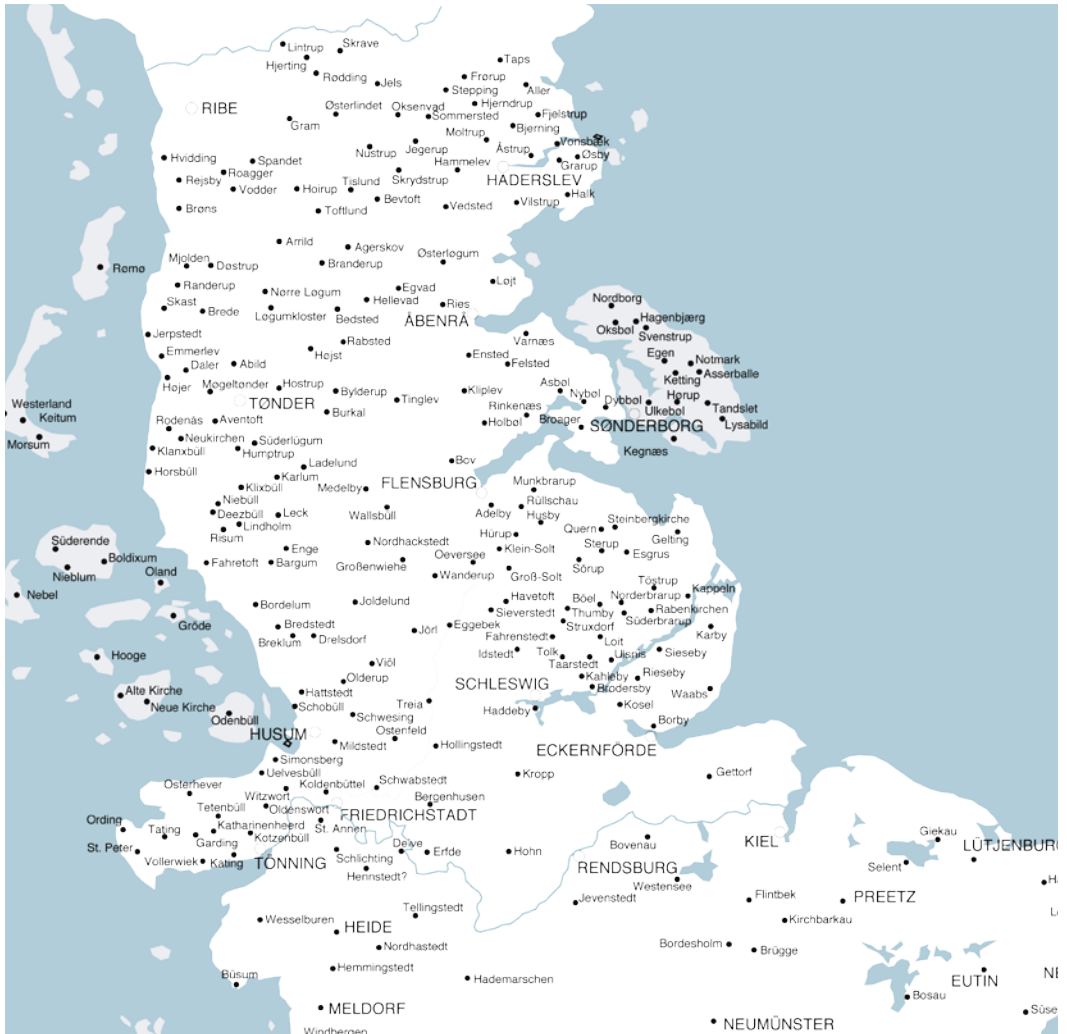 Lintrup
Skrave
Hjerting
Rødding
Jels
Taps
Frørup
Stepping
Aller
RIBE
Østerlindet
Oksenvad
Hjerndrup
Sommersted
Fjelstrup
Gram
Moltrup
Bjerning
Vonsbæk
Hvidding
Spandet
Nustrup
Jegerup
Åstrup
Øsby
Roagger
Hammelev
Grarup
Rejsby
Vodder
Hoirup
Tislund
Skrydstrup
HADERSLEV
Brøns
Toftlund
Bevtoft
Vedsted
Vilstrup
Halk
Arrild
Agerskov
Mjolden
Døstrup
Branderup
Østerløgum
Rømø
Randerup
Nørre Løgum
Egvad
Løjt
Skast
Brede
Løgumkloster
Bedsted
Hellevad
Ries
ÅBENRÅ
Nordborg
Hagenbjærg
Oksbøl
Svenstrup
Jerpstedt
Rabsted
Varnæs
Emmerlev
Daler
Abild
Højst
Ensted
Felsted
Egen
Notmark
Asserballe
Ketting
Højer
Møgeltønder
Hostrup
Bylderup
Tinglev
Kliplev
Asbøl
Nybøl
Dybbøl
Hørup
Ulkebøl
Tandslet
Lysabild
Westerland
Keitum
Morsum
TØNDER
Rodenäs
Aventoft
Burkal
Rinkenæs
Holbøl
Broager
SØNDERBORG
Kegnæs
Neukirchen
Süderlügum
Klanxbüll
Humptrup
Ladelund
Bov
Horsbüll
Karlum
FLENSBURG
Klixbüll
Medelby
Munkbrarup
Niebüll
Rüllschau
Deezbüll
Leck
Wallsbüll
Adelby
Husby
Lindholm
Risum
Quern
Steinbergkirche
Gelting
Süderende
Boldixum
Nieblum
Oland
Nebel
Gröde
Enge
Nordhackstedt
Hürup
Klein-Solt
Sterup
Esgrus
Fahretoft
Bargum
Großenwiehe
Oeversee
Wanderup
Groß-Solt
Sörup
Töstrup
Kappeln
Bordelum
Joldelund
Havetoft
Böel
Norderbrarup
Sieverstedt
Thumby
Rabenkirchen
Süderbrarup
Bredstedt
Breklum
Drelsdorf
Jörl
Eggebek
Struxdorf
Fahrenstedt
Loit
Karby
Hooge
Idstedt
Tolk
Taarstedt
Ulsnis
Sieseby
Viöl
Olderup
SCHLESWIG
Kahleby
Rieseby
Alte Kirche
Neue Kirche
Odenbüll
Hattstedt
Schobüll
Treia
Brodersby
Waabs
Schwesing
Haddeby
Kosel
Borby
HUSUM
Mildstedt
Ostenfeld
Hollingstedt
ECKERNFÖRDE
Simonsberg
Uelvesbüll
Kropp
Gettorf
Osterhever
Witzwort
Koldenbüttel
Schwabstedt
Bergenhusen
Tetenbüll
Oldenswort
FRIEDRICHSTADT
Ording
Tating
Katharinenheerd
St. Annen
Garding
Kotzenbüll
St. Peter
Vollerwiek
Kating
TÖNNING
Schlichting
Delve
Erfde
Hohn
Hennstedt?
Bovenau
RENDSBURG
Westensee
KIEL
Giekau
LÜTJENBURG
Selent
Jevenstedt
Flintbek
PREETZ
Kirchbarkau
Tellingstedt
Wesselburen
HEIDE
Nordhastedt
Bordesholm
Brügge
Hemmingstedt
Hademarschen
Büsum
EUTIN
Bosau
MELDORF
NEUMÜNSTER
Windbergen